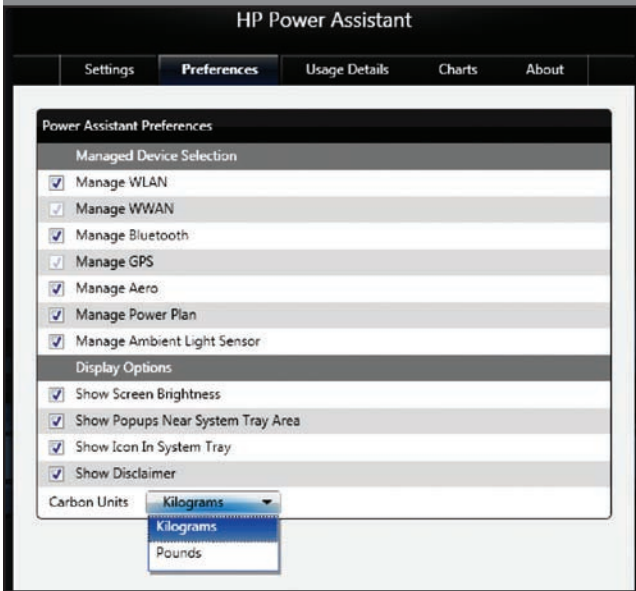 HP Power Assistant
Settings Preferences Usage Details Charts About
Power Assistant Preferences
Managed Device Selection
Manage WLAN
Manage WWAN
Manage Bluetooth
Manage GPS
Manage Aero
Manage Power Plan
Manage Ambient Light Sensor
Display Options
Show Screen Brightness
Show Popups Near System Tray Area
Show Icon In System Tray
Show Disclaimer
Carbon Units Kilograms
Kilograms
Pounds